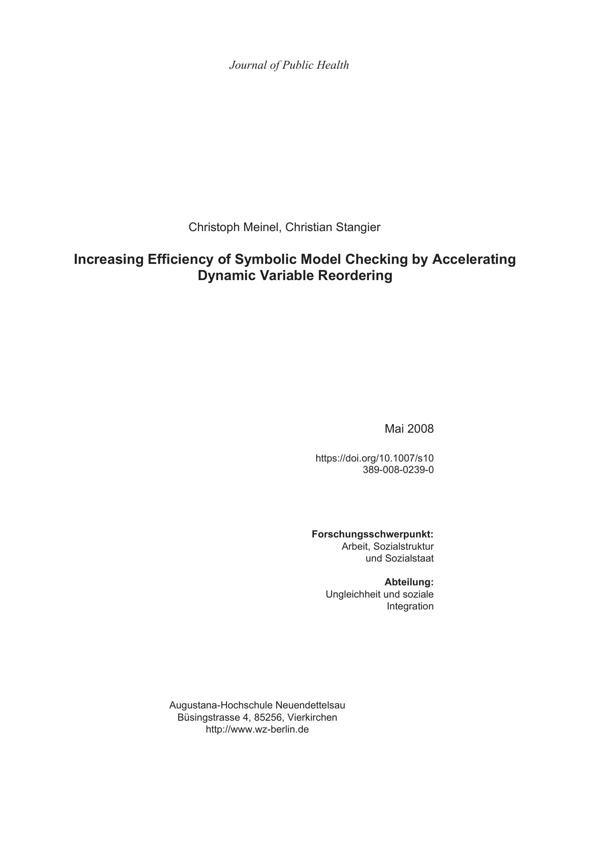 Journal of Public Health
Christoph Meinel, Christian Stangier
Increasing Efficiency of Symbolic Model Checking by Accelerating
Dynamic Variable Reordering
Mai 2008
https://doi.org/10.1007/s10
389-008-0239-0
Forschungsschwerpunkt:
Arbeit, Sozialstruktur
und Sozialstaat
Abteilung:
Ungleichheit und soziale
Integration
Augustana-Hochschule Neuendettelsau
Büsingstrasse 4, 85256, Vierkirchen
http://www.wz-berlin.de